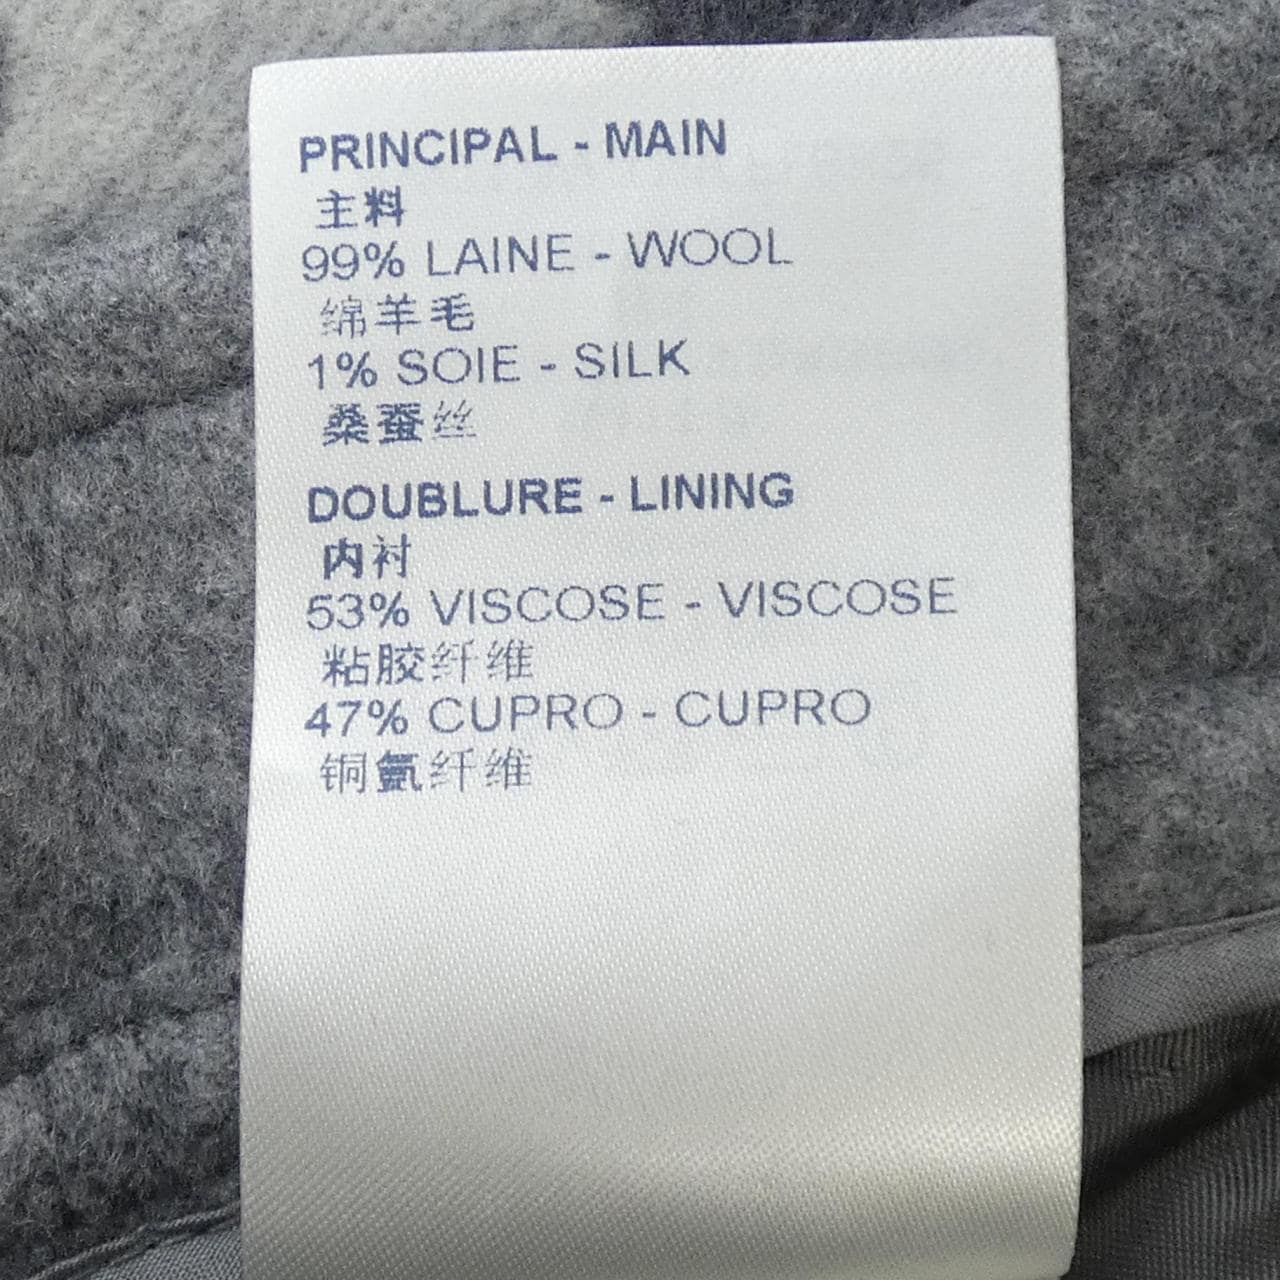 PRINCIPAL - MAIN
主料
99% LAINE - WOOL
绵羊毛
1% SOIE - SILK
桑蚕丝
DOUBLURE - LINING
内衬
53% VISCOSE - VISCOSE
粘胶纤维
47% CUPRO - CUPRO
铜氨纤维